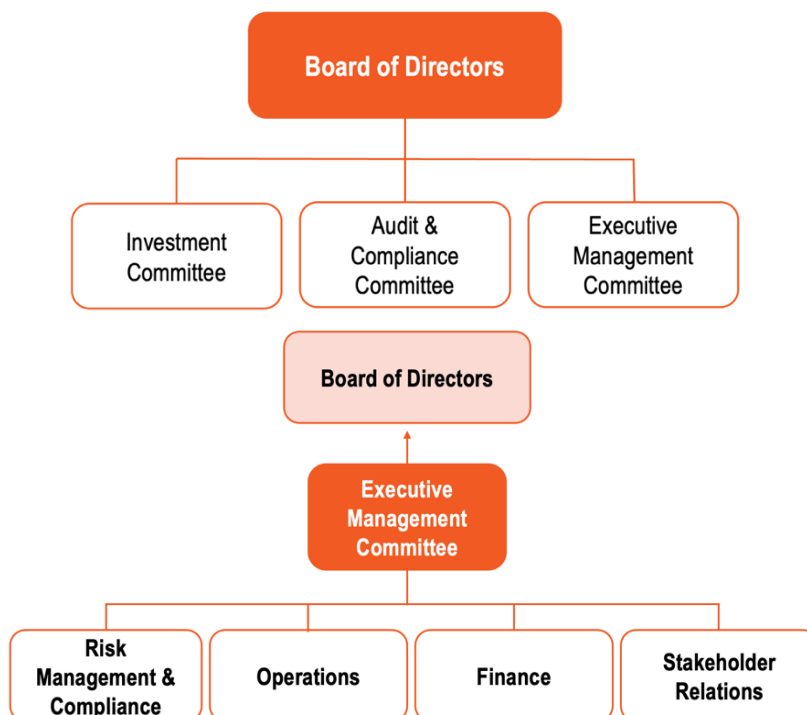 Board of Directors
Investment
Committee
Audit &
Compliance
Committee
Executive
Management
Committee
Board of Directors
Executive
Management
Committee
Risk
Management &
Compliance
Operations
Finance
Stakeholder
Relations